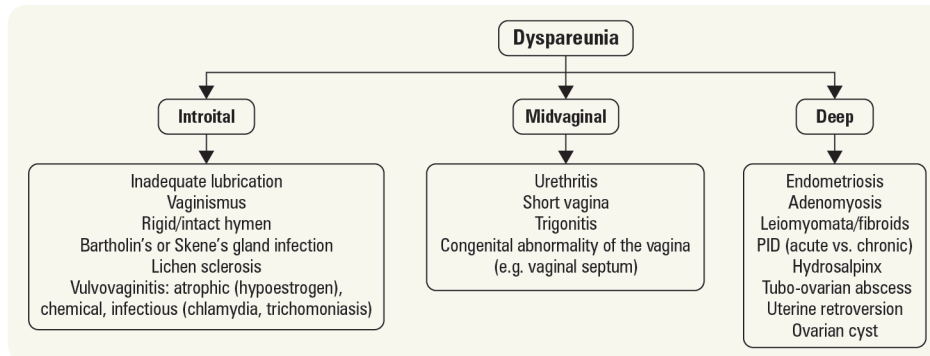 Dyspareunia
Introital
Midvaginal
Deep
Inadequate lubrication
Vaginismus
Rigid/intact hymen
Bartholin's or Skene's gland infection
Lichen sclerosis
Vulvovaginitis: atrophic (hypoestrogen),
chemical, infectious (chlamydia, trichomoniasis)
Urethritis
Short vagina
Trigonitis
Congenital abnormality of the vagina
(e.g. vaginal septum)
Endometriosis
Adenomyosis
Leiomyomata/fibroids
PID (acute vs. chronic)
Hydrosalpinx
Tubo-ovarian abscess
Uterine retroversion
Ovarian cyst